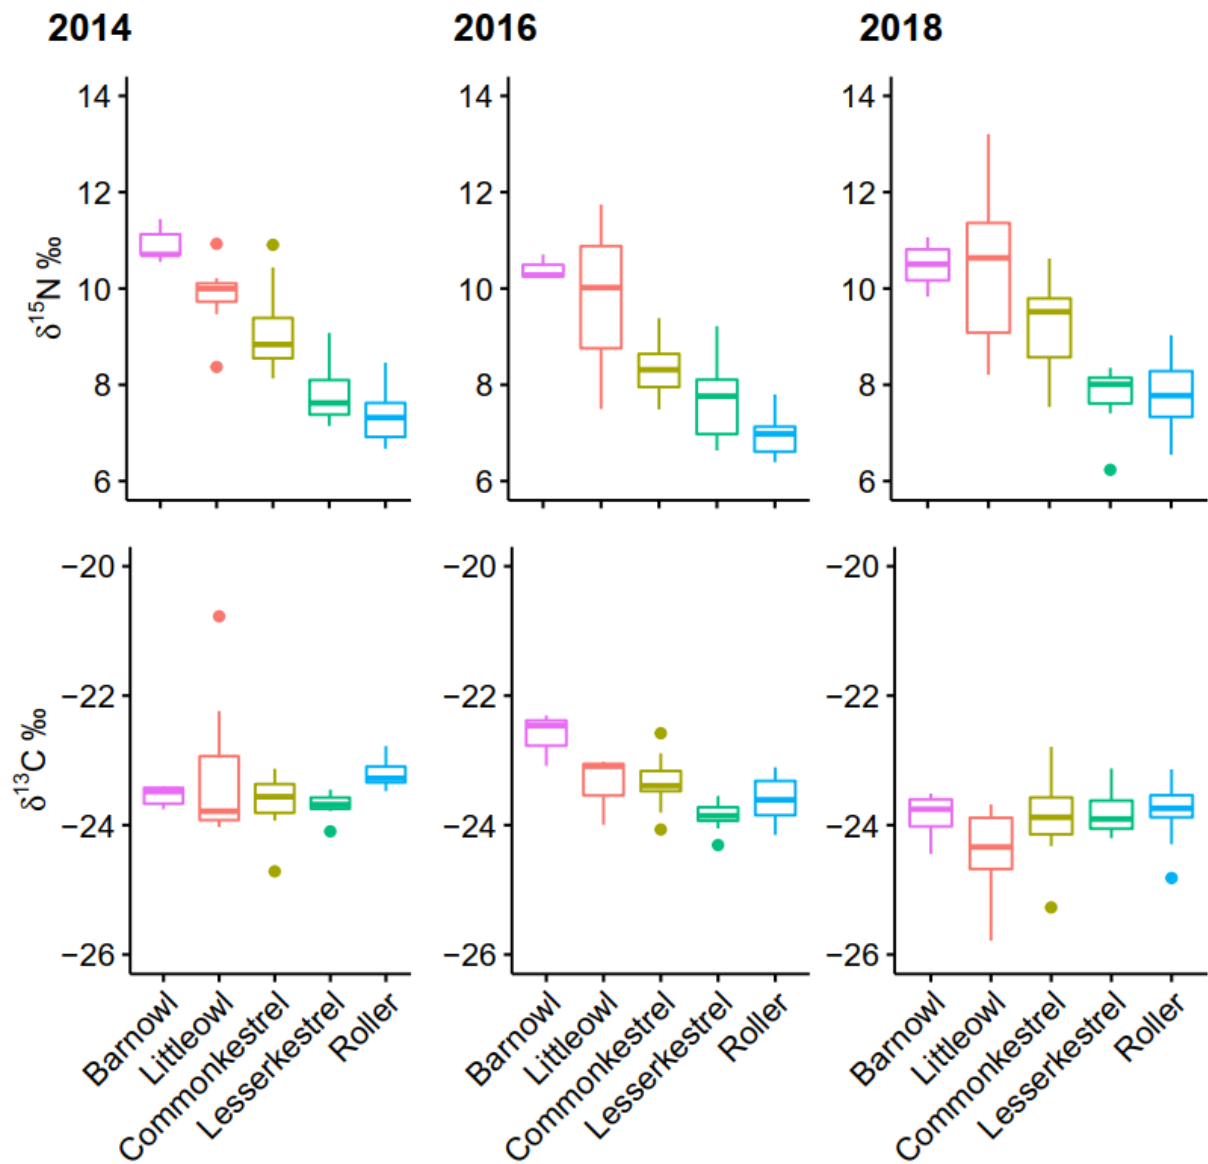 2014 2016 2018
δ15N ‰
14 14 14
12 12 12
10 10 10
8 8 8
6 6 6
δ13C ‰
−20 −20 −20
−22 −22 −22
−24 −24 −24
−26 −26 −26
Barnowl Littleowl Commonkestrel Lesserkestrel Roller
Barnowl Littleowl Commonkestrel Lesserkestrel Roller
Barnowl Littleowl Commonkestrel Lesserkestrel Roller